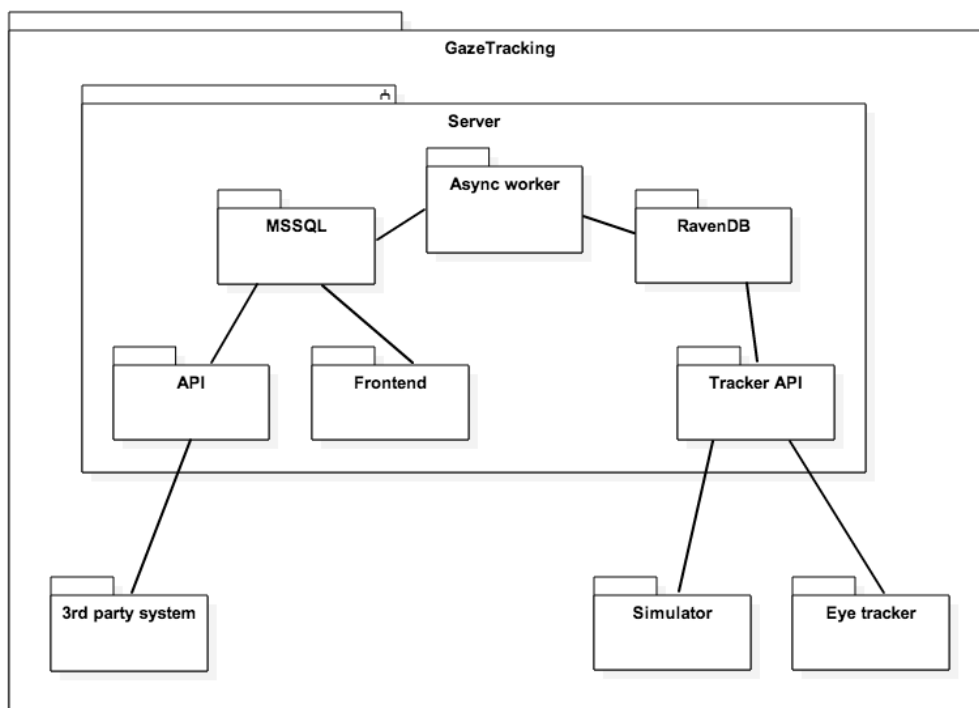 GazeTracking
Server
Async worker
MSSQL
RavenDB
API
Frontend
Tracker API
3rd party system
Simulator
Eye tracker